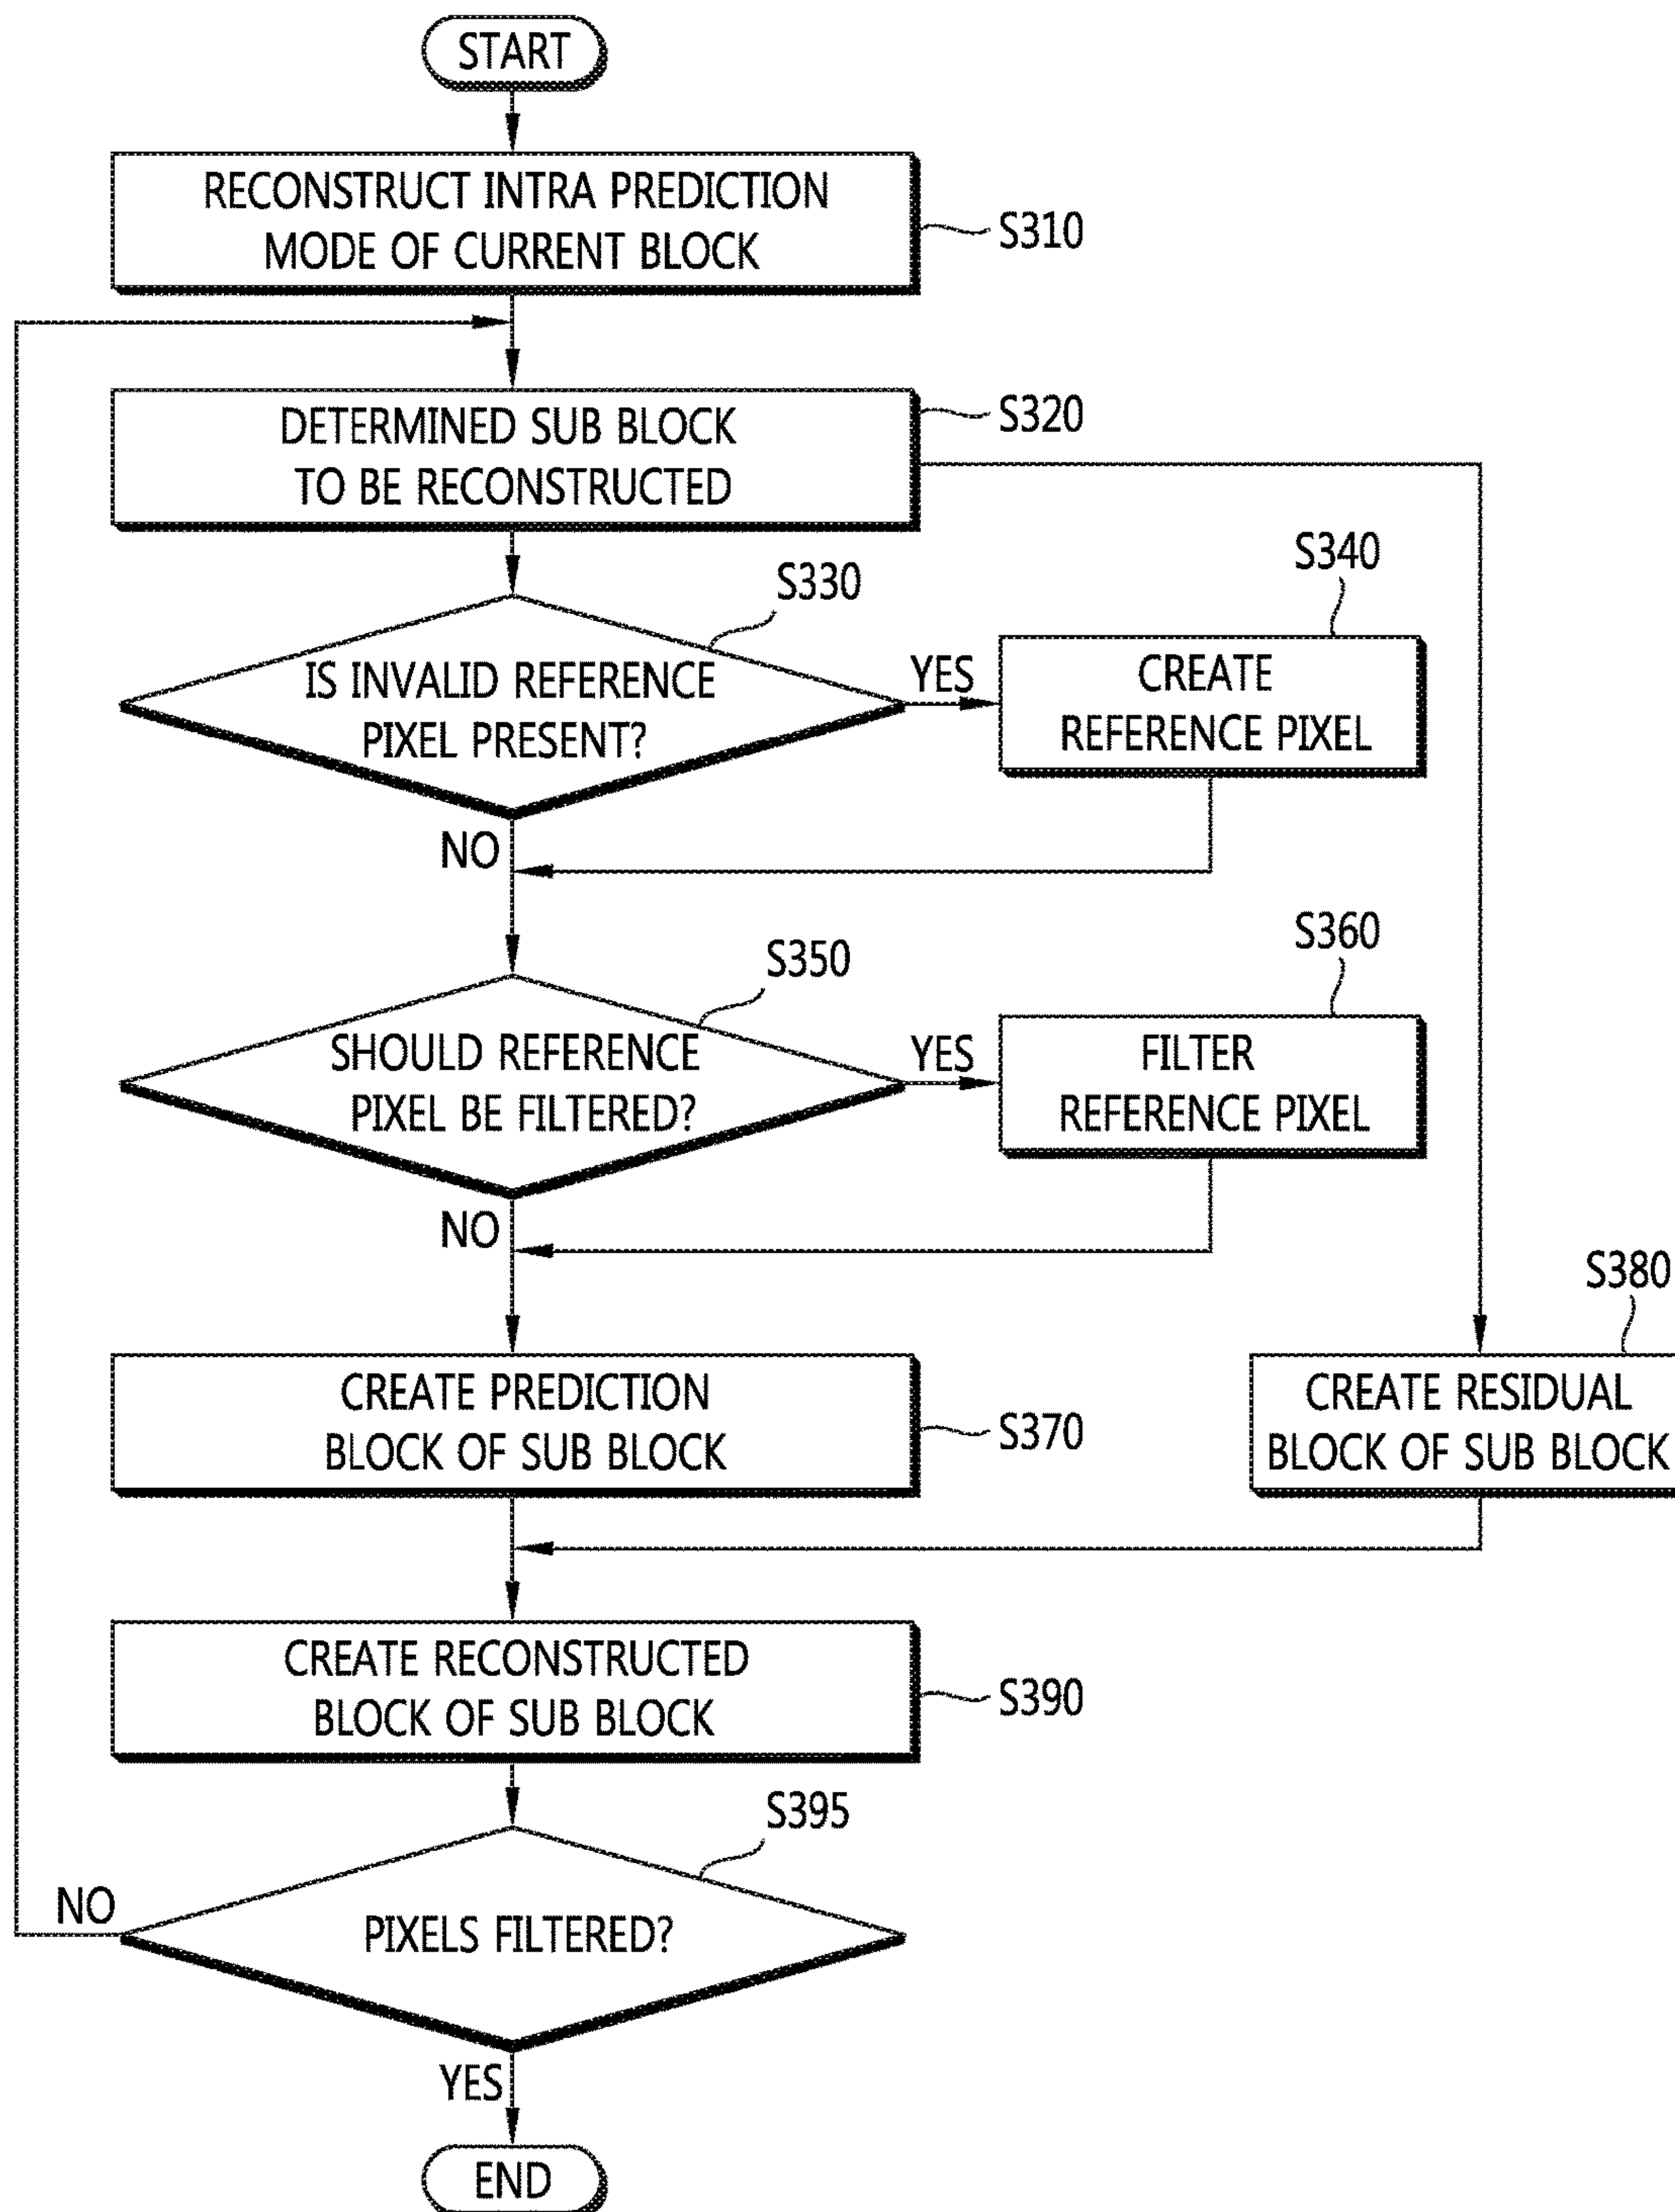 START
RECONSTRUCT INTRA PREDICTION
MODE OF CURRENT BLOCK
S310
DETERMINED SUB BLOCK
TO BE RECONSTRUCTED
S320
S330
IS INVALID REFERENCE
PIXEL PRESENT?
YES
NO
S340
CREATE
REFERENCE PIXEL
S350
SHOULD REFERENCE
PIXEL BE FILTERED?
YES
NO
S360
FILTER
REFERENCE PIXEL
CREATE PREDICTION
BLOCK OF SUB BLOCK
S370
S380
CREATE RESIDUAL
BLOCK OF SUB BLOCK
CREATE RECONSTRUCTED
BLOCK OF SUB BLOCK
S390
S395
PIXELS FILTERED?
NO
YES
END